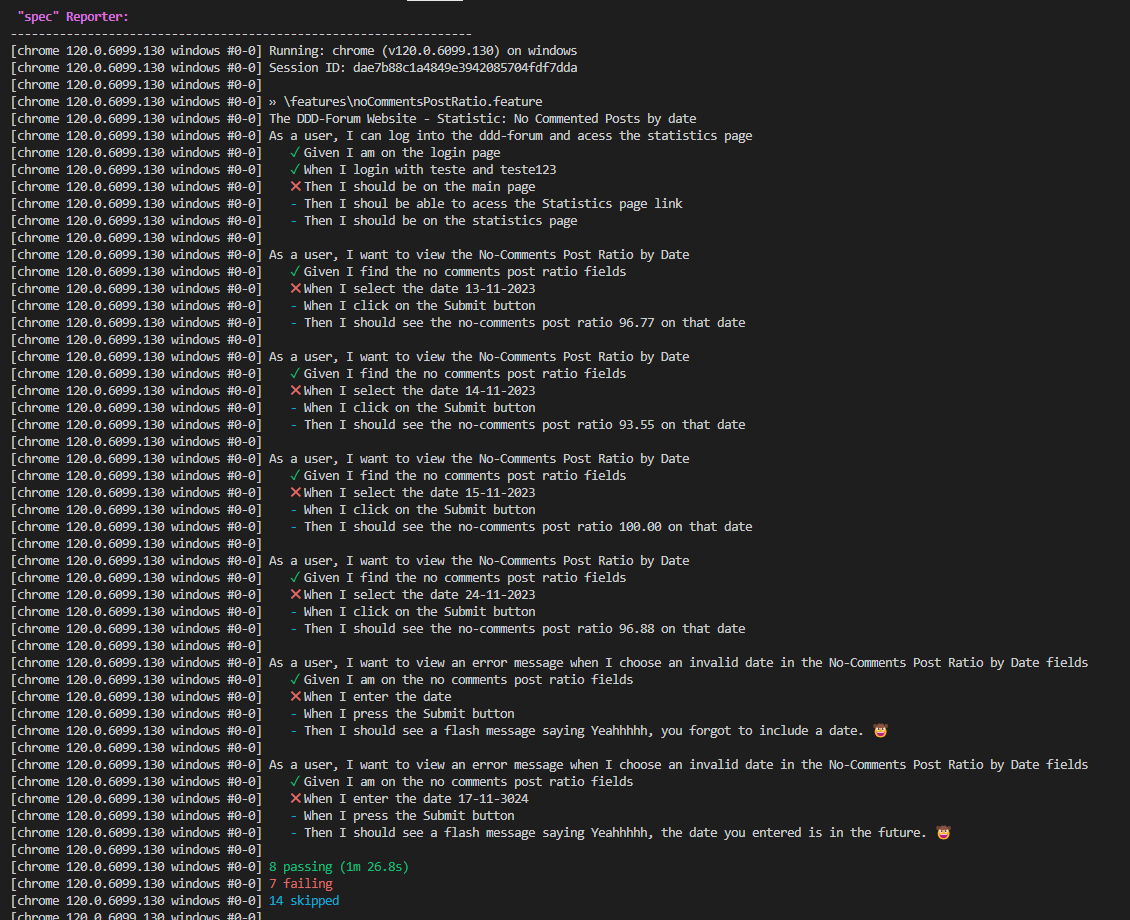 "spec" Reporter:
------------------------------------------------------------------
[chrome 120.0.6099.130 windows #0-0] Running: chrome (v120.0.6099.130) on windows
[chrome 120.0.6099.130 windows #0-0] Session ID: dae7b88c1a4849e3942085704fdf7dda
[chrome 120.0.6099.130 windows #0-0]
[chrome 120.0.6099.130 windows #0-0] » \features\noCommentsPostRatio.feature
[chrome 120.0.6099.130 windows #0-0] The DDD-Forum Website - Statistic: No Commented Posts by date
[chrome 120.0.6099.130 windows #0-0] As a user, I can log into the ddd-forum and acess the statistics page
[chrome 120.0.6099.130 windows #0-0]    ✓ Given I am on the login page
[chrome 120.0.6099.130 windows #0-0]    ✓ When I login with teste and teste123
[chrome 120.0.6099.130 windows #0-0]    ✖ Then I should be on the main page
[chrome 120.0.6099.130 windows #0-0]    - Then I shoul be able to acess the Statistics page link
[chrome 120.0.6099.130 windows #0-0]    - Then I should be on the statistics page
[chrome 120.0.6099.130 windows #0-0]
[chrome 120.0.6099.130 windows #0-0] As a user, I want to view the No-Comments Post Ratio by Date
[chrome 120.0.6099.130 windows #0-0]    ✓ Given I find the no comments post ratio fields
[chrome 120.0.6099.130 windows #0-0]    ✖ When I select the date 13-11-2023
[chrome 120.0.6099.130 windows #0-0]    - When I click on the Submit button
[chrome 120.0.6099.130 windows #0-0]    - Then I should see the no-comments post ratio 96.77 on that date
[chrome 120.0.6099.130 windows #0-0]
[chrome 120.0.6099.130 windows #0-0] As a user, I want to view the No-Comments Post Ratio by Date
[chrome 120.0.6099.130 windows #0-0]    ✓ Given I find the no comments post ratio fields
[chrome 120.0.6099.130 windows #0-0]    ✖ When I select the date 14-11-2023
[chrome 120.0.6099.130 windows #0-0]    - When I click on the Submit button
[chrome 120.0.6099.130 windows #0-0]    - Then I should see the no-comments post ratio 93.55 on that date
[chrome 120.0.6099.130 windows #0-0]
[chrome 120.0.6099.130 windows #0-0] As a user, I want to view the No-Comments Post Ratio by Date
[chrome 120.0.6099.130 windows #0-0]    ✓ Given I find the no comments post ratio fields
[chrome 120.0.6099.130 windows #0-0]    ✖ When I select the date 15-11-2023
[chrome 120.0.6099.130 windows #0-0]    - When I click on the Submit button
[chrome 120.0.6099.130 windows #0-0]    - Then I should see the no-comments post ratio 100.00 on that date
[chrome 120.0.6099.130 windows #0-0]
[chrome 120.0.6099.130 windows #0-0] As a user, I want to view the No-Comments Post Ratio by Date
[chrome 120.0.6099.130 windows #0-0]    ✓ Given I find the no comments post ratio fields
[chrome 120.0.6099.130 windows #0-0]    ✖ When I select the date 24-11-2023
[chrome 120.0.6099.130 windows #0-0]    - When I click on the Submit button
[chrome 120.0.6099.130 windows #0-0]    - Then I should see the no-comments post ratio 96.88 on that date
[chrome 120.0.6099.130 windows #0-0]
[chrome 120.0.6099.130 windows #0-0] As a user, I want to view an error message when I choose an invalid date in the No-Comments Post Ratio by Date fields
[chrome 120.0.6099.130 windows #0-0]    ✓ Given I am on the no comments post ratio fields
[chrome 120.0.6099.130 windows #0-0]    ✖ When I enter the date
[chrome 120.0.6099.130 windows #0-0]    - When I press the Submit button
[chrome 120.0.6099.130 windows #0-0]    - Then I should see a flash message saying Yeahhhhh, you forgot to include a date. 🤠
[chrome 120.0.6099.130 windows #0-0]
[chrome 120.0.6099.130 windows #0-0] As a user, I want to view an error message when I choose an invalid date in the No-Comments Post Ratio by Date fields
[chrome 120.0.6099.130 windows #0-0]    ✓ Given I am on the no comments post ratio fields
[chrome 120.0.6099.130 windows #0-0]    ✖ When I enter the date 17-11-3024
[chrome 120.0.6099.130 windows #0-0]    - When I press the Submit button
[chrome 120.0.6099.130 windows #0-0]    - Then I should see a flash message saying Yeahhhhh, the date you entered is in the future. 🤠
[chrome 120.0.6099.130 windows #0-0]
[chrome 120.0.6099.130 windows #0-0] 8 passing (1m 26.8s)
[chrome 120.0.6099.130 windows #0-0] 7 failing
[chrome 120.0.6099.130 windows #0-0] 14 skipped
[chrome 120.0.6099.130 windows #0-0]